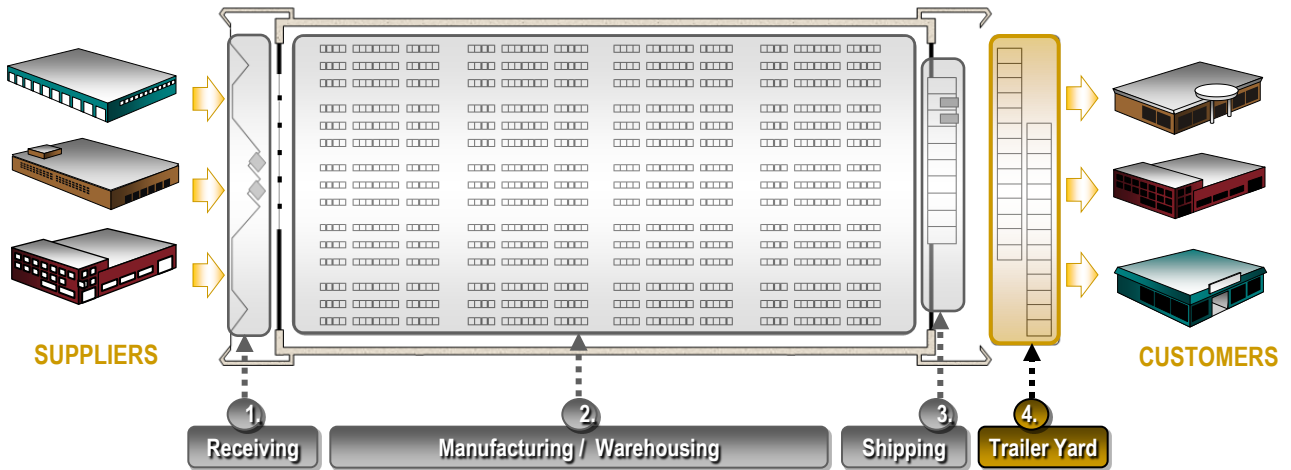 SUPPLIERS
CUSTOMERS
1.
2.
3.
4.
Receiving
Manufacturing / Warehousing
Shipping
Trailer Yard